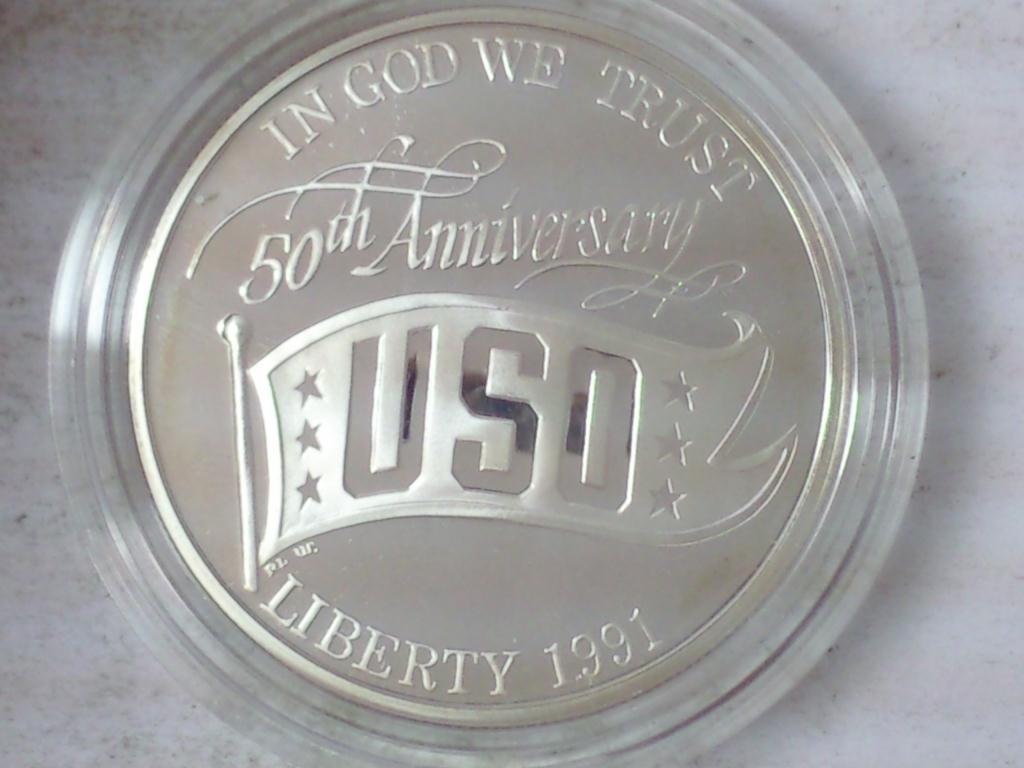 IN GOD WE TRUST
50th Anniversary
USO
LIBERTY 1991